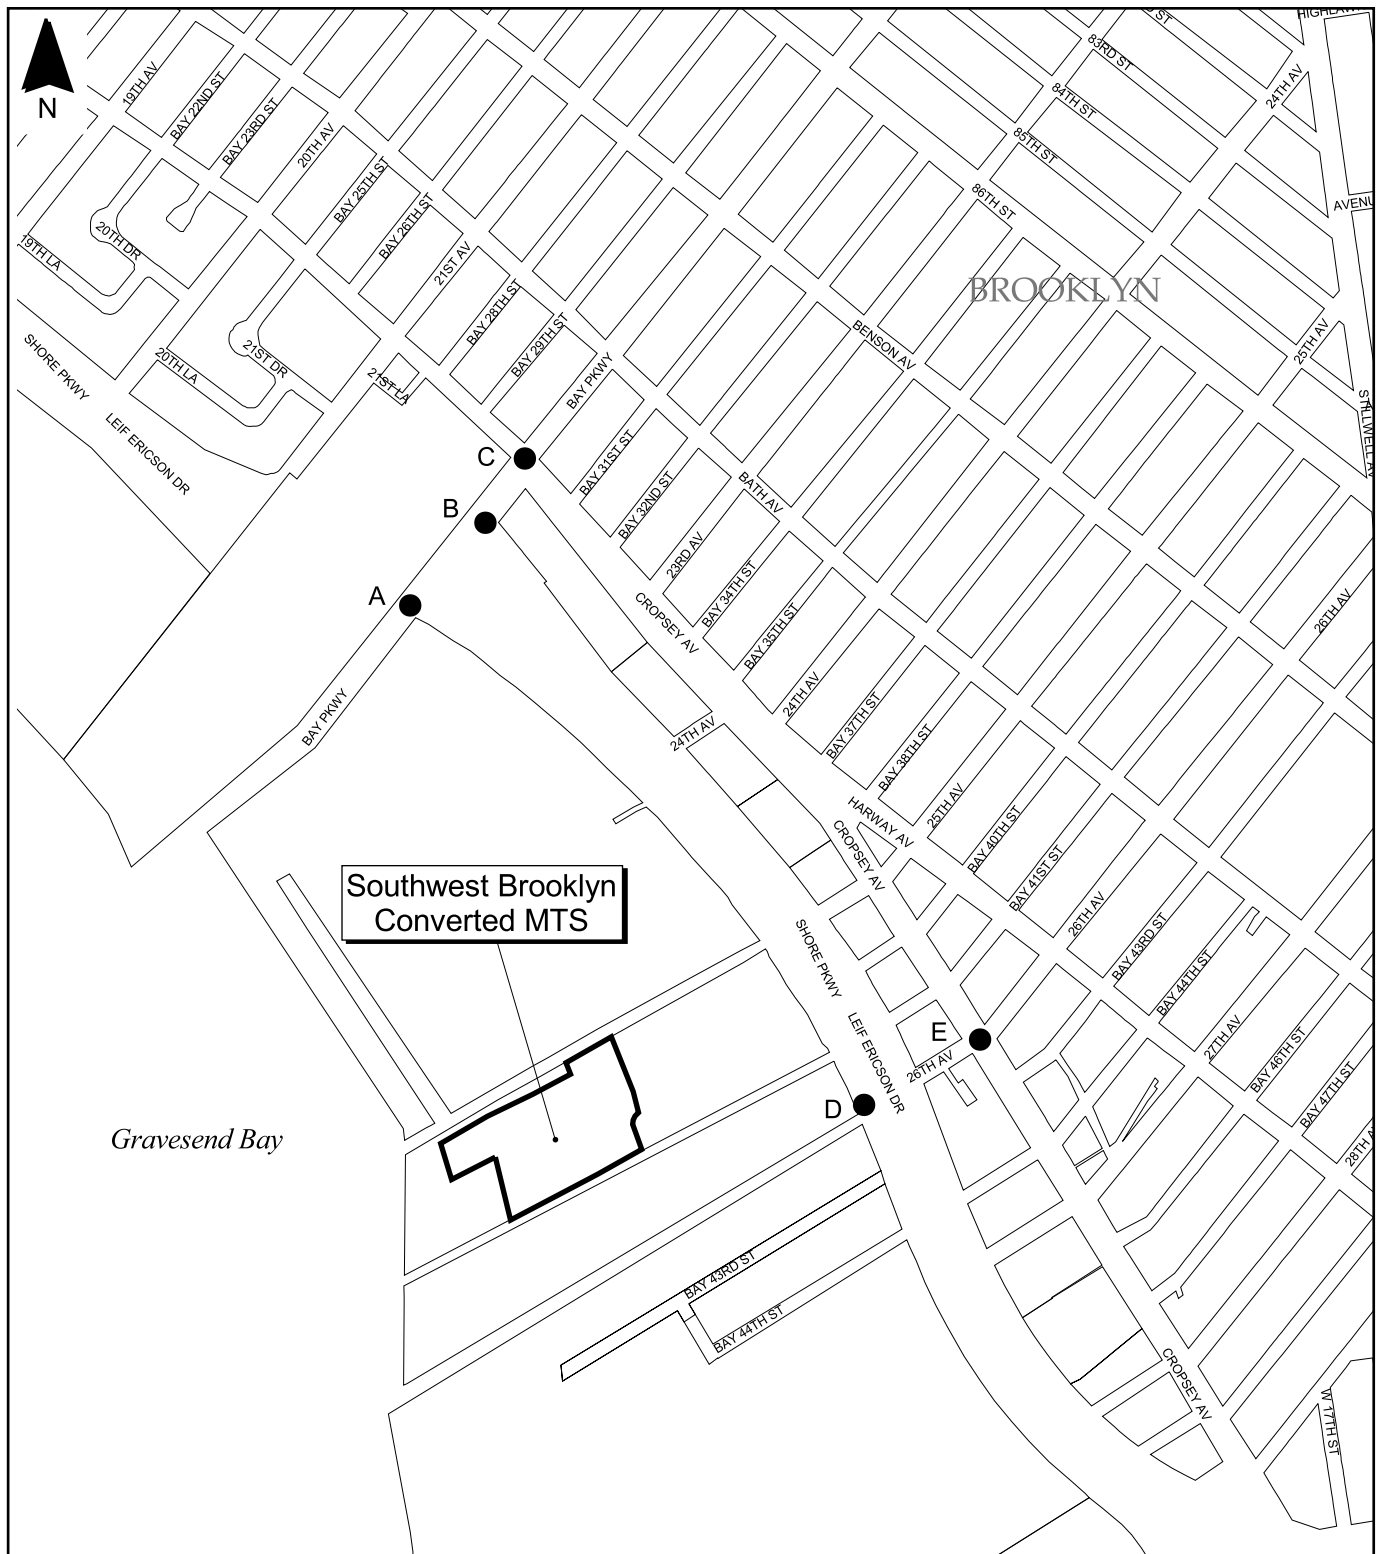 N
19TH AV
BAY 22ND ST
BAY 23RD ST
20TH AV
BAY 25TH ST
BAY 26TH ST
21ST AV
BAY 28TH ST
BAY 29TH ST
BAY PKWY
83RD ST
84TH ST
85TH ST
86TH ST
24TH AV
25TH AV
BROOKLYN
19TH LA
20TH DR
20TH LA
21ST DR
21ST LA
SHORE PKWY
LEIF ERICSON DR
BENSON AV
BATH AV
C
B
A
BAY 31ST ST
BAY 32ND ST
23RD AV
BAY 34TH ST
BAY 35TH ST
24TH AV
BAY 37TH ST
BAY 38TH ST
25TH AV
BAY 40TH ST
BAY 41ST ST
26TH AV
BAY 43RD ST
BAY 44TH ST
27TH AV
BAY 46TH ST
BAY 47TH ST
26TH AV
CROPSEY AV
BAY PKWY
24TH AV
HARWAY AV
CROPSEY AV
Southwest Brooklyn
Converted MTS
SHORE PKWY
LEIF ERICSON DR
E
26TH AV
D
Gravesend Bay
BAY 43RD ST
BAY 44TH ST
CROPSEY AV
W 17TH ST